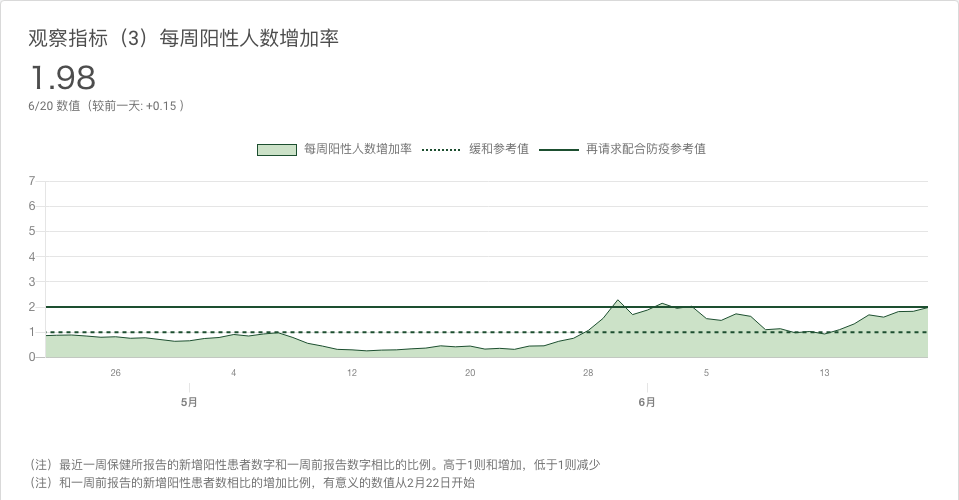 观察指标（3）每周阳性人数增加率
1.98
6/20 数值（较前一天: +0.15 ）
每周阳性人数增加率 缓和参考值 再请求配合防疫参考值
7
6
5
4
3
2
1
0
26 4 12 20 28 5 13
5月 6月
（注）最近一周保健所报告的新增阳性患者数字和一周前报告数字相比的比例。高于1则和增加，低于1则减少
（注）和一周前报告的新增阳性患者数相比的增加比例，有意义的数值从2月22日开始